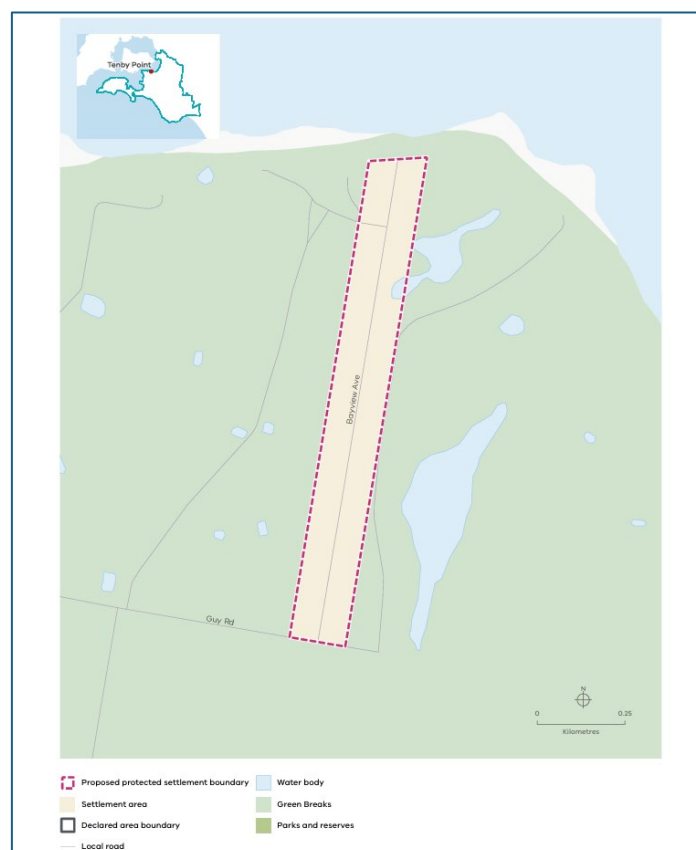 Tenby Point
Bayview Ave
Guy Rd
N
0 0.25
Kilometres
Proposed protected settlement boundary
Water body
Settlement area
Green Breaks
Declared area boundary
Parks and reserves
Local road